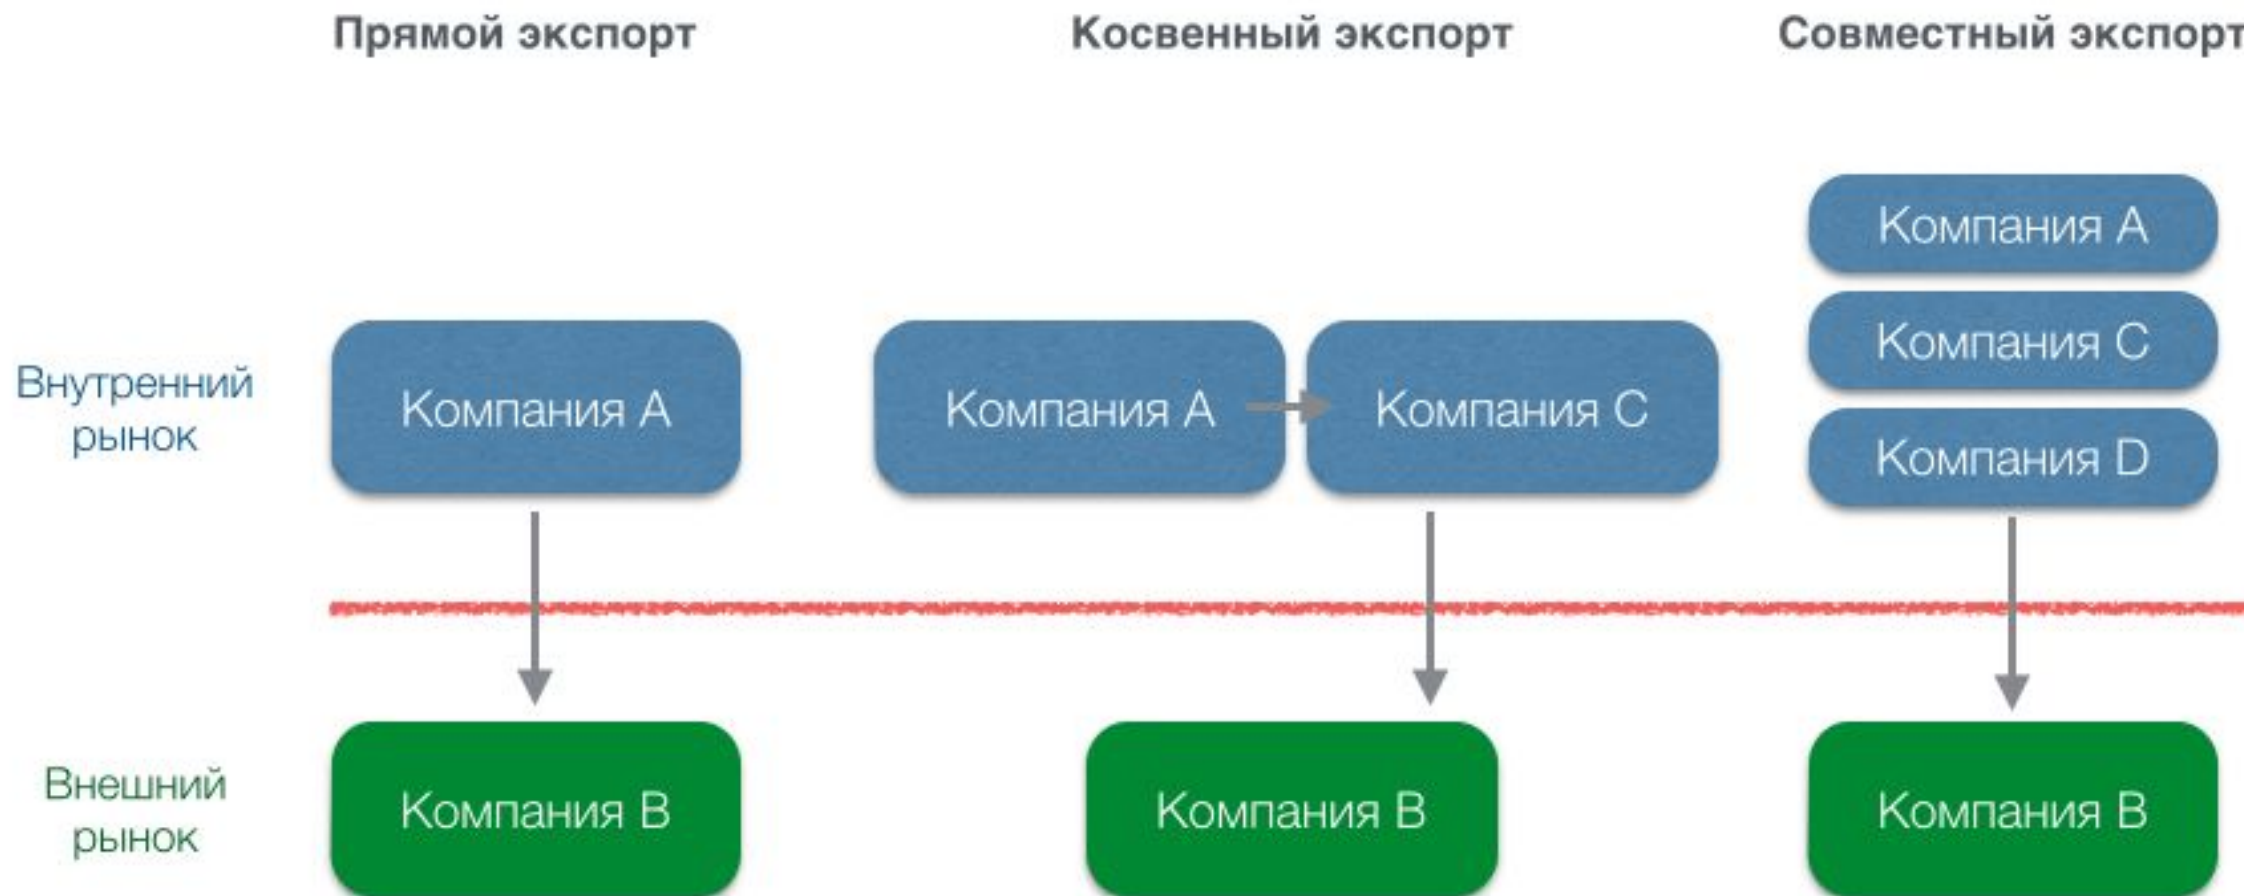 Прямой экспорт
Косвенный экспорт
Совместный экспорт
Внутренний
рынок
Компания A
Компания A
Компания C
Компания A
Компания C
Компания D
Внешний
рынок
Компания B
Компания B
Компания B